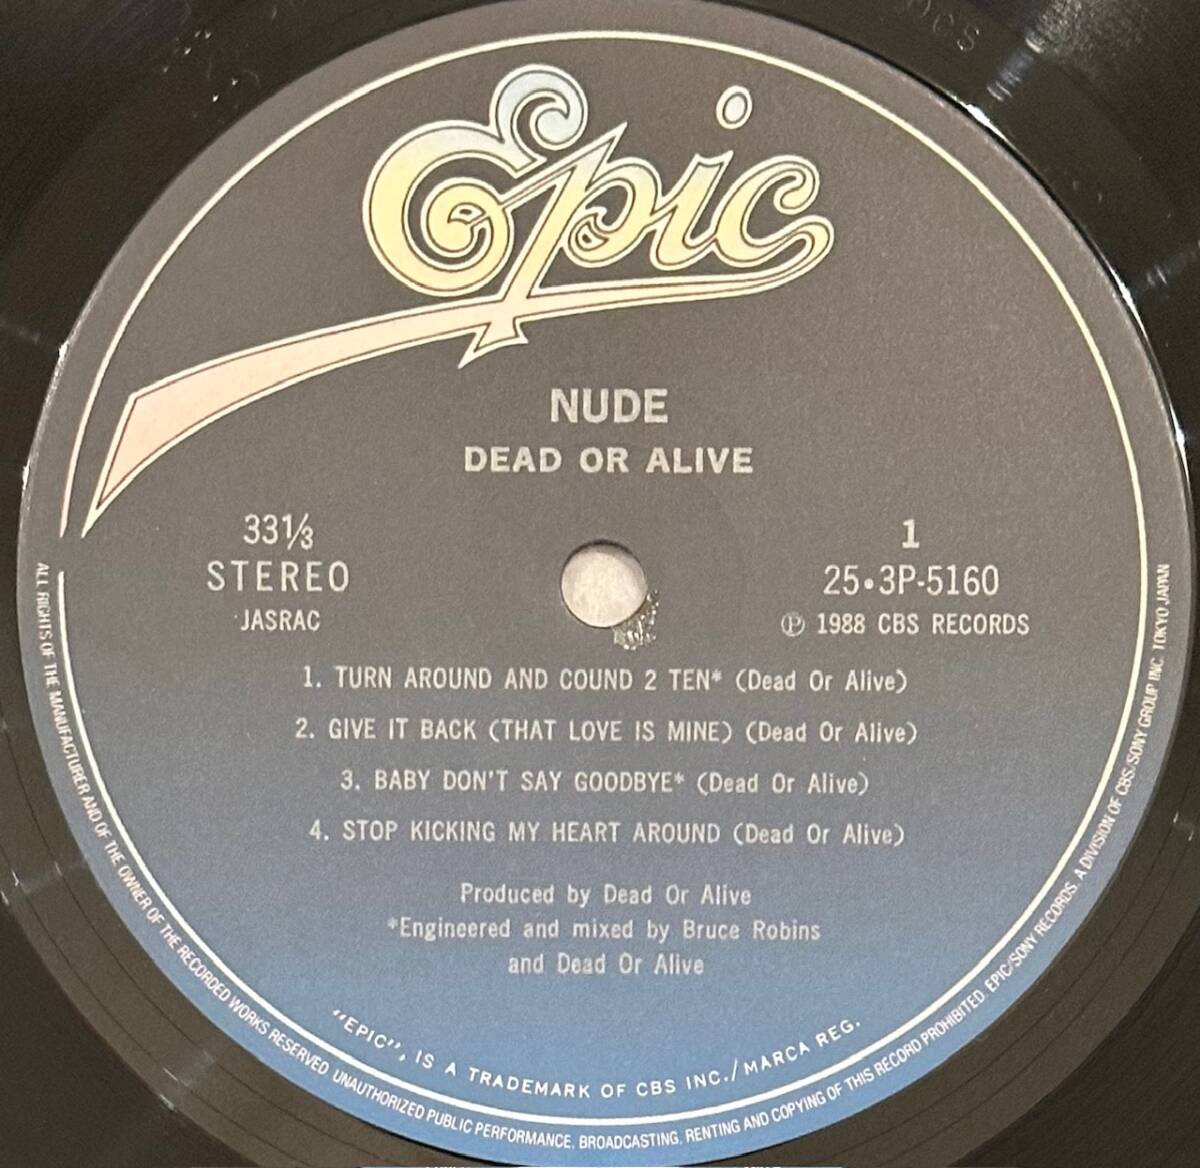 Epic
NUDE
DEAD OR ALIVE
33⅓
STEREO
JASRAC
1
25•3P-5160
Ⓟ 1988 CBS RECORDS
1. TURN AROUND AND COUND 2 TEN* (Dead Or Alive)
2. GIVE IT BACK (THAT LOVE IS MINE) (Dead Or Alive)
3. BABY DON'T SAY GOODBYE* (Dead Or Alive)
4. STOP KICKING MY HEART AROUND (Dead Or Alive)
Produced by Dead Or Alive
*Engineered and mixed by Bruce Robins
and Dead Or Alive
"EPIC", IS A TRADEMARK OF CBS INC./MARCA REG.
ALL RIGHTS OF THE MANUFACTURER AND OF THE OWNER OF THE RECORDED WORKS RESERVED. UNAUTHORIZED PUBLIC PERFORMANCE, BROADCASTING, RENTING AND COPYING OF THIS RECORD PROHIBITED. EPIC/SONY RECORDS. A DIVISION OF CBS/SONY GROUP INC. TOKYO JAPAN